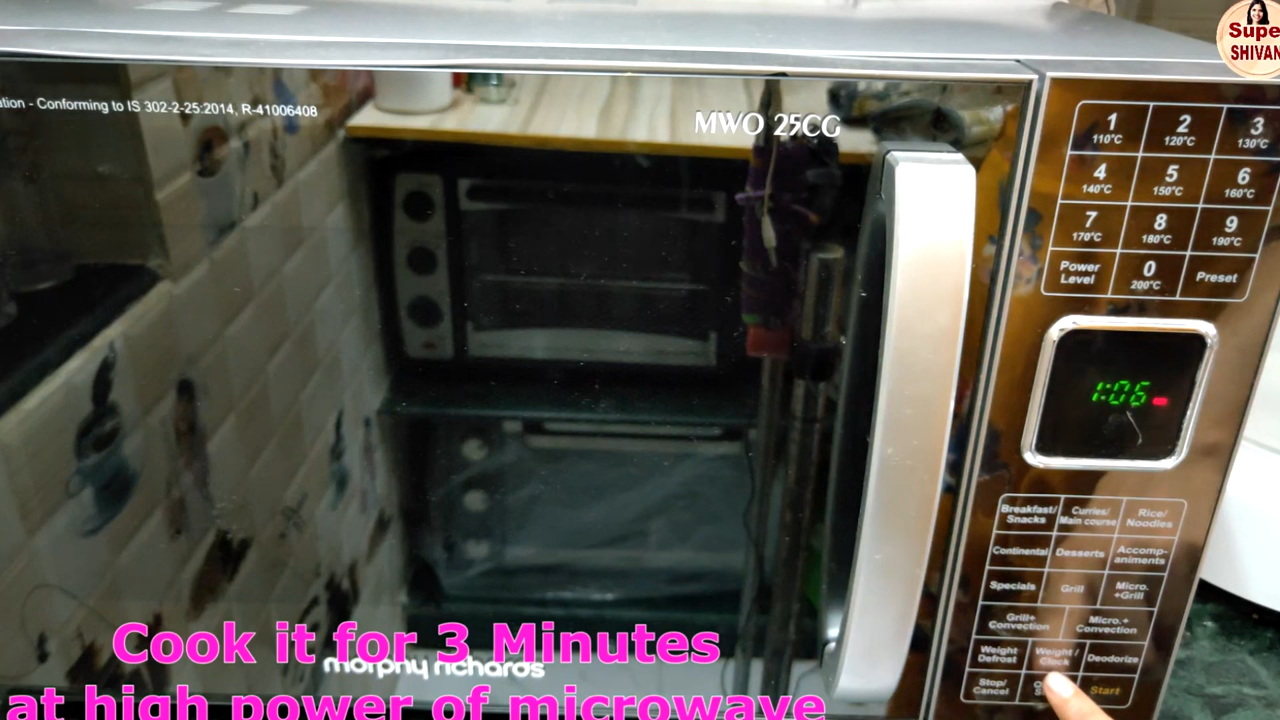 Supe
SHIVAN
ation - Conforming to IS 302-2-25:2014, R-41006408
MWO 25CG
1 2 3
110°C 120°C 130°C
4 5 6
140°C 150°C 160°C
7 8 9
170°C 180°C 190°C
Power Level 0 200°C Preset
1:06
Breakfast/ Snacks Curries/ Main course Rice/ Noodles
Continental Desserts Accomp- animents
Specials Grill Micro. +Grill
Grill+ Convection Micro.+ Convection
Weight Defrost Weight / Clock Deodorize
Stop/ Cancel Start
Cook it for 3 Minutes
morphy richards
at high power of microwave